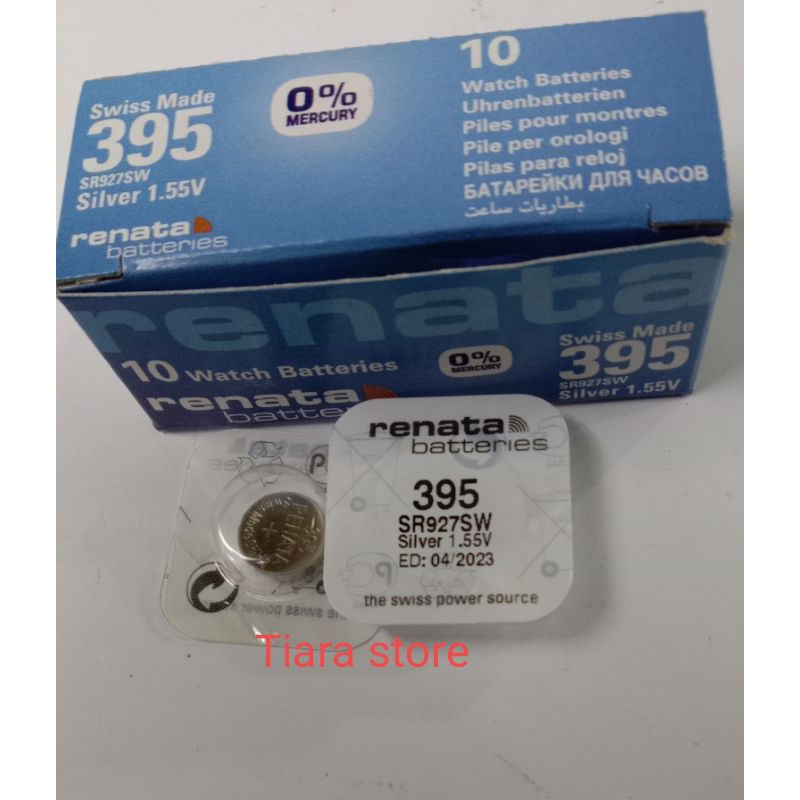 Swiss Made
395
SR927SW
Silver 1.55V
renata
batteries
0%
MERCURY
10
Watch Batteries
Uhrenbatterien
Piles pour montres
Pile per orologi
Pilas para reloj
БАТАРЕЙКИ ДЛЯ ЧАСОВ
بطاريات ساعت
renata
10 Watch Batteries
renata
batteries
0%
MERCURY
Swiss Made
395
SR927SW
Silver 1.55V
renata
batteries
395
SR927SW
Silver 1.55V
ED: 04/2023
the swiss power source
Tiara store